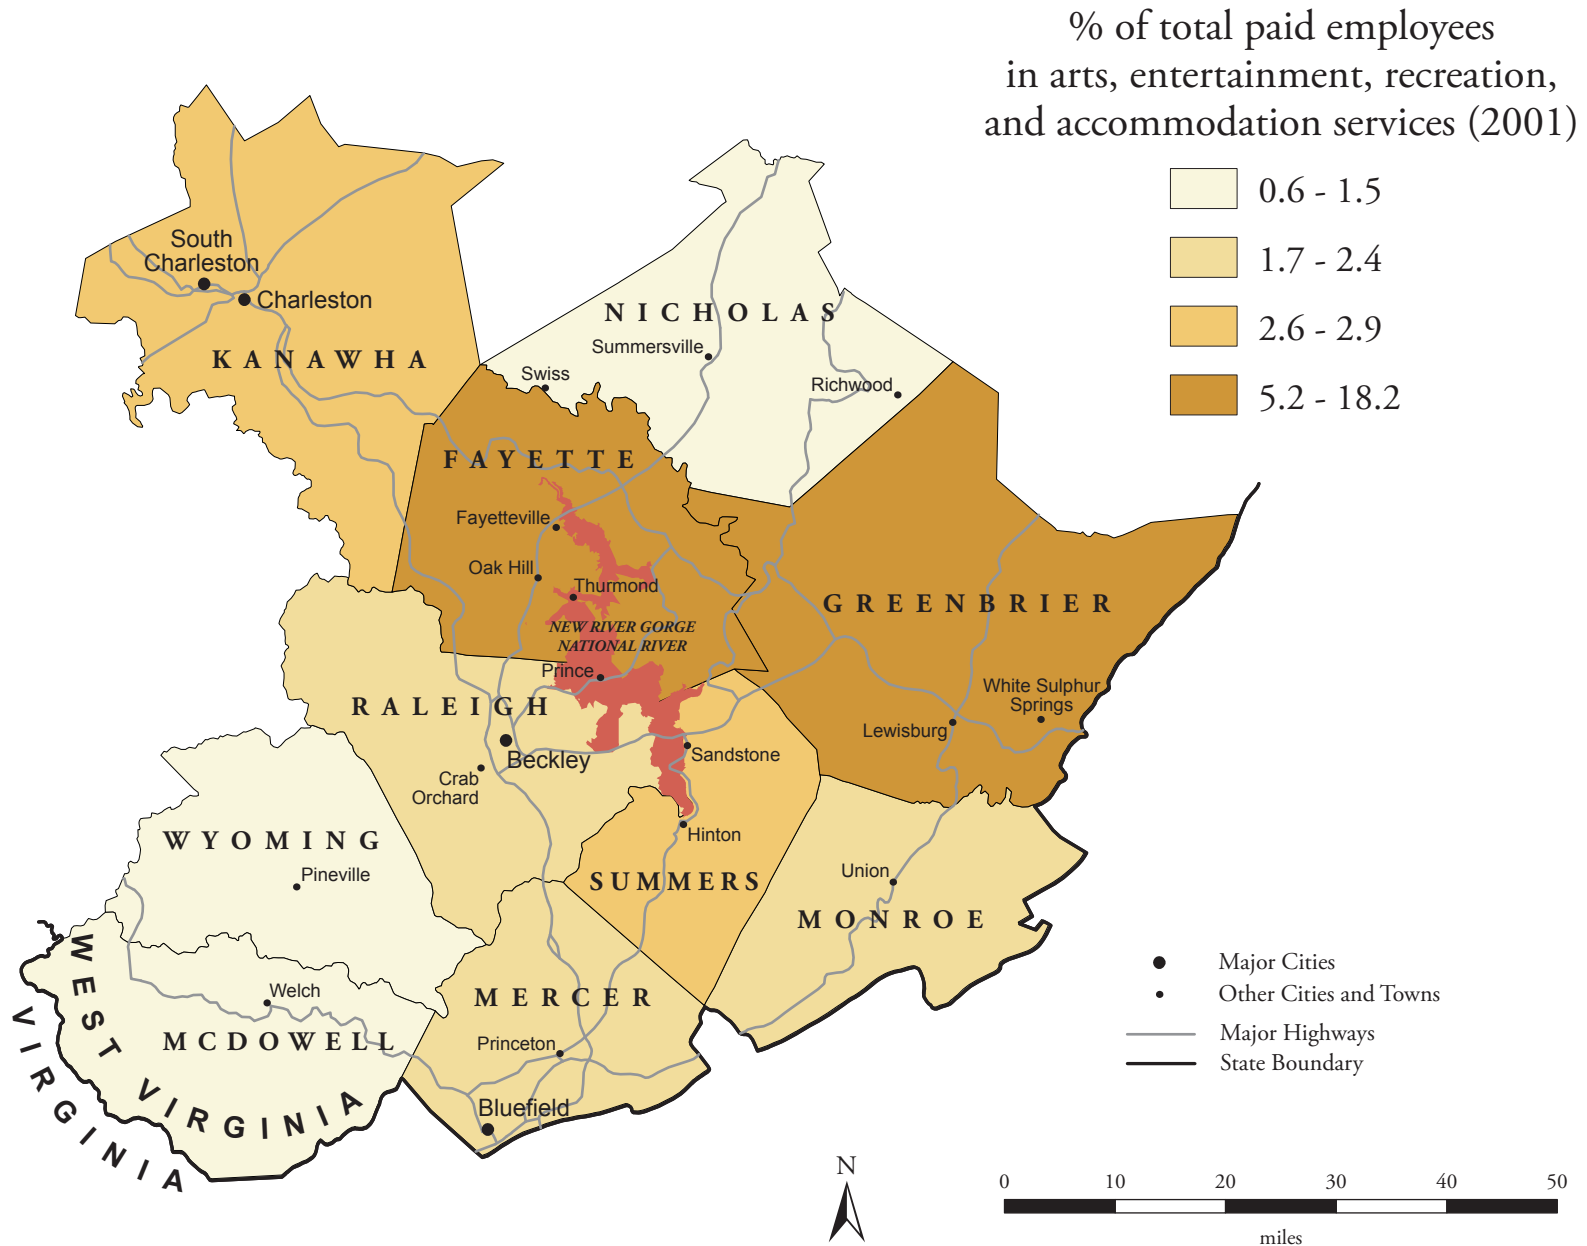 % of total paid employees
in arts, entertainment, recreation,
and accommodation services (2001)
0.6 - 1.5
1.7 - 2.4
2.6 - 2.9
5.2 - 18.2
South
Charleston
Charleston
KANAWHA
NICHOLAS
Summersville
Swiss
Richwood
FAYETTE
Fayetteville
Oak Hill
Thurmond
NEW RIVER GORGE
NATIONAL RIVER
Prince
GREENBRIER
White Sulphur
Springs
Lewisburg
RALEIGH
Beckley
Crab
Orchard
Sandstone
Hinton
SUMMERS
WYOMING
Pineville
Union
MONROE
WEST VIRGINIA
VIRGINIA
Welch
MCDOWELL
MERCER
Princeton
Bluefield
Major Cities
Other Cities and Towns
Major Highways
State Boundary
N
0 10 20 30 40 50
miles